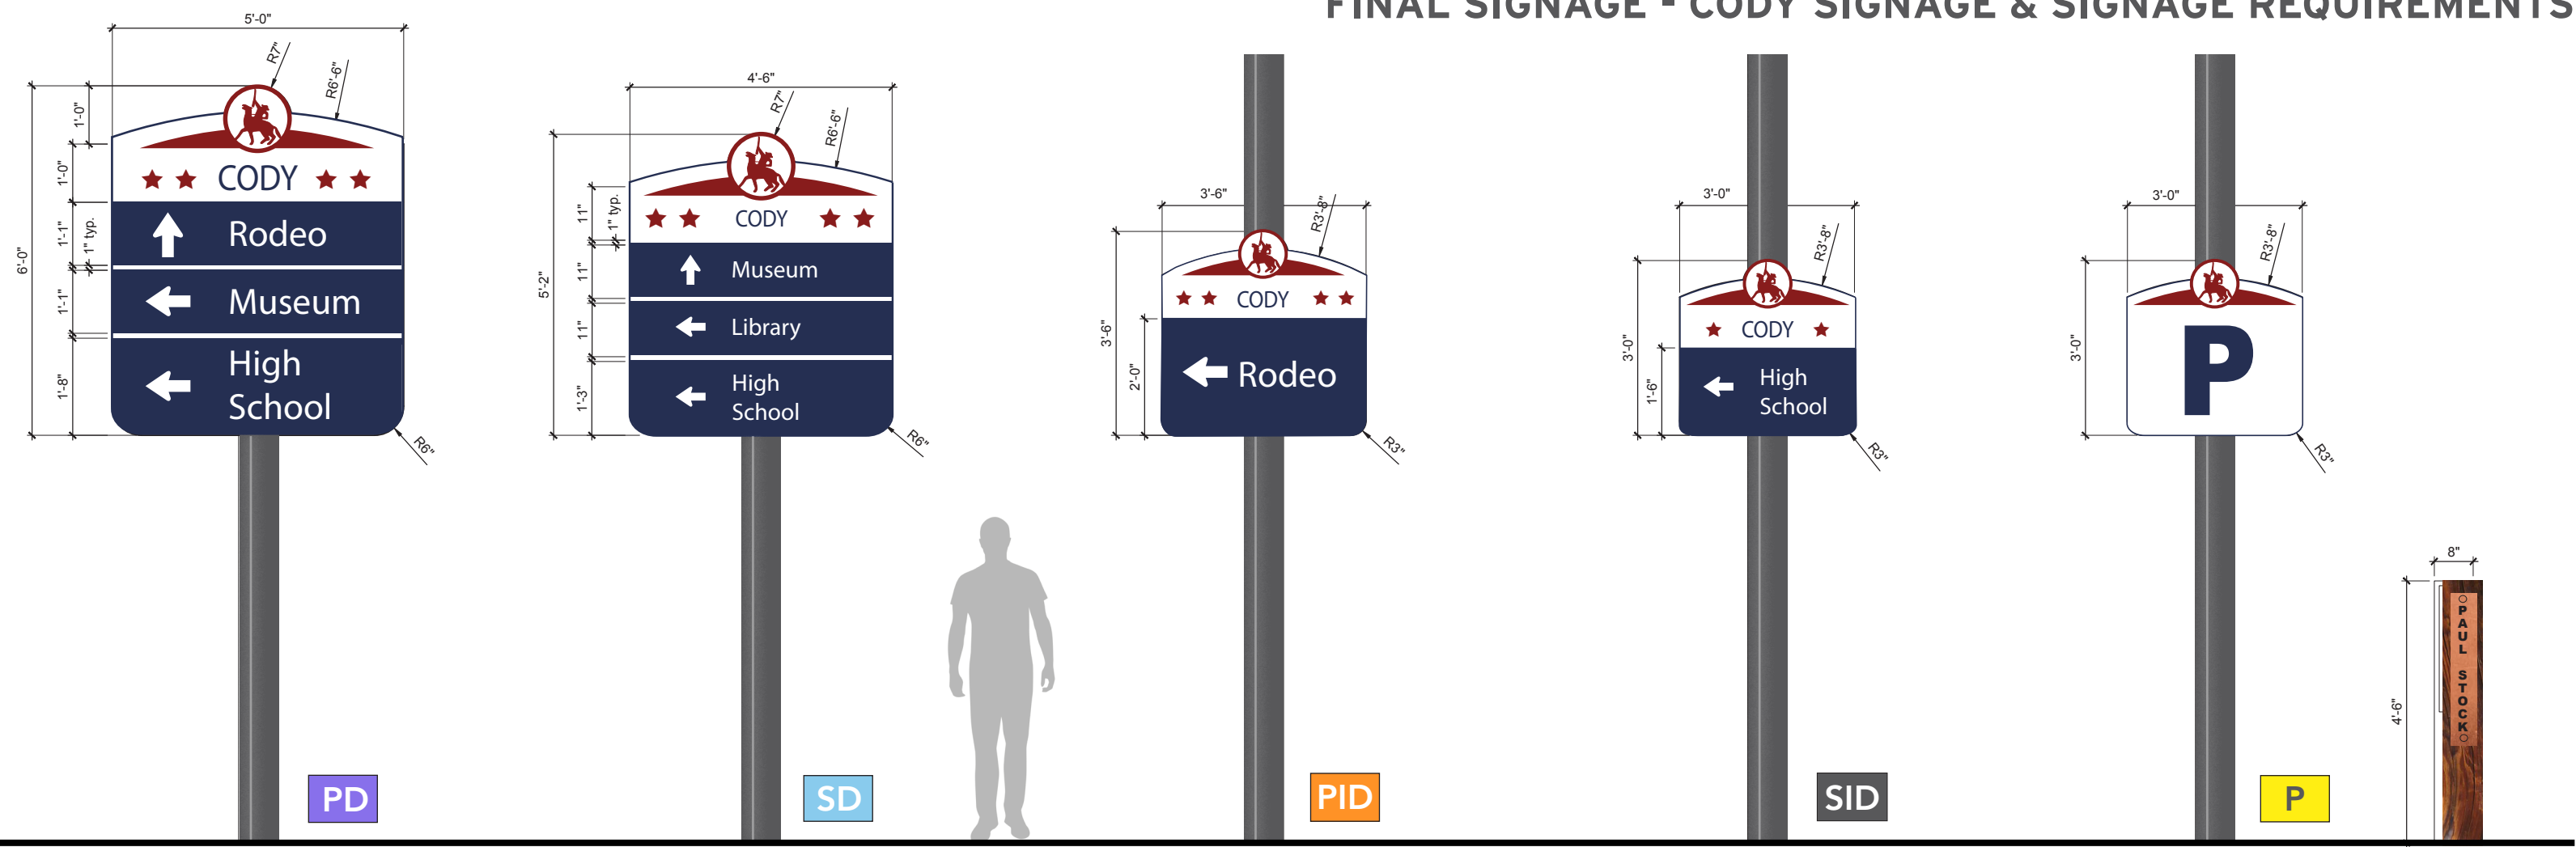 FINAL SIGNAGE - CODY SIGNAGE & SIGNAGE REQUIREMENTS
5'-0"
R7"
R6'-6"
6'-0"
1'-0"
1'-0"
1'-1"
1" typ.
1'-1"
1'-8"
CODY
Rodeo
Museum
High
School
R6"
PD
4'-6"
R7"
R6'-6"
5'-2"
11"
1" typ.
11"
11"
1'-3"
CODY
Museum
Library
High
School
R6"
SD
3'-6"
R3'-8"
3'-6"
2'-0"
CODY
Rodeo
R3"
PID
3'-0"
R3'-8"
3'-0"
1'-6"
CODY
High
School
R3"
SID
3'-0"
R3'-8"
3'-0"
P
R3"
P
8"
4'-6"
PAUL STOCK